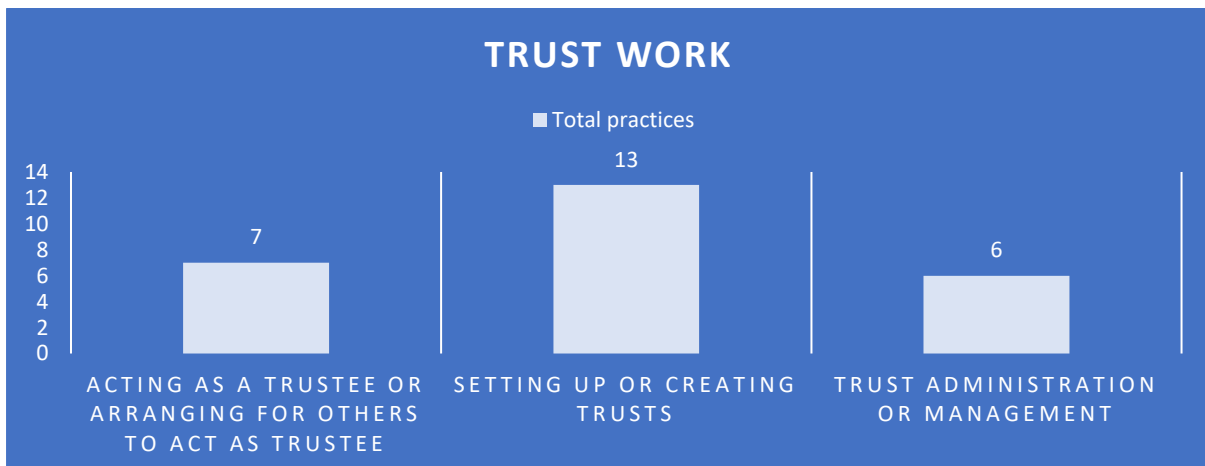 TRUST WORK
Total practices
14
12
10
8
6
4
2
0
7
13
6
ACTING AS A TRUSTEE OR
ARRANGING FOR OTHERS
TO ACT AS TRUSTEE
SETTING UP OR CREATING
TRUSTS
TRUST ADMINISTRATION
OR MANAGEMENT